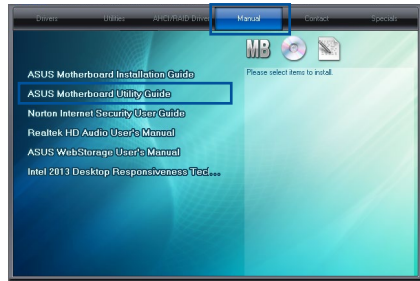 Drivers Utilities AHCI/RAID Driver Manual Contact Specials
MB
Please select items to install.
ASUS Motherboard Installation Guide
ASUS Motherboard Utility Guide
Norton Internet Security User Guide
Realtek HD Audio User's Manual
ASUS WebStorage User's Manual
Intel 2013 Desktop Responsiveness Tecl...